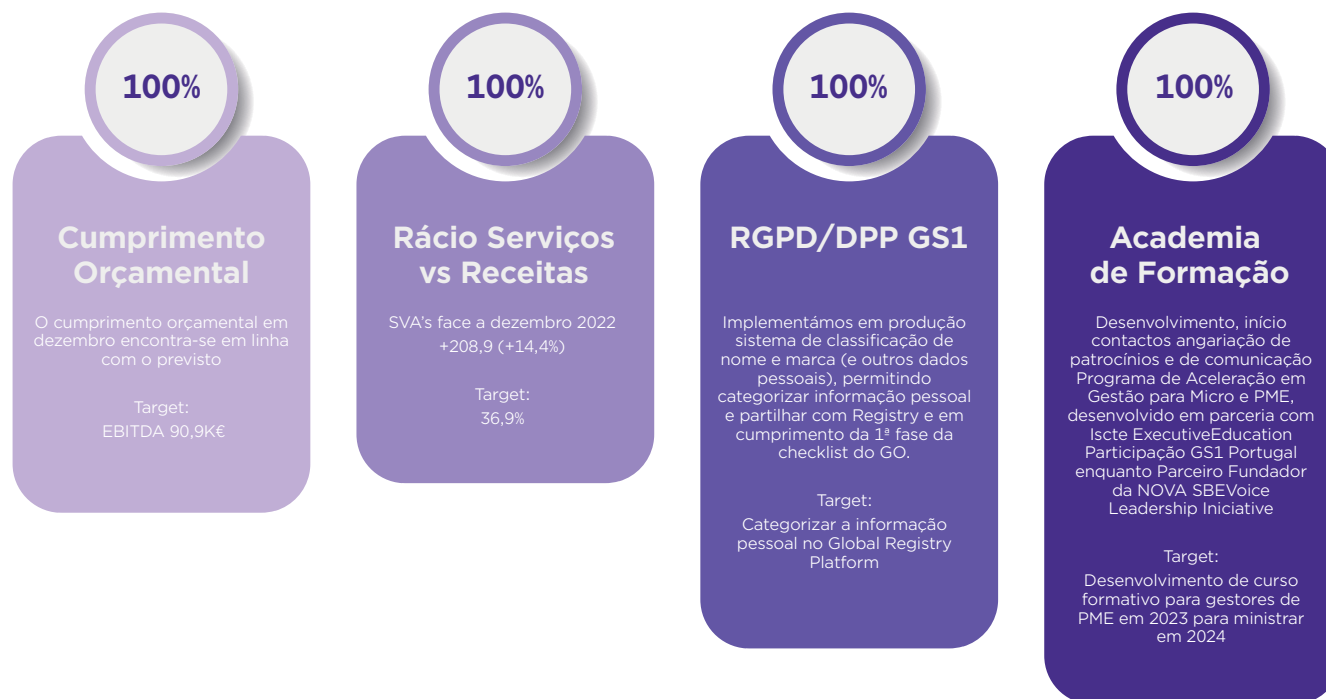 100%
Cumprimento
Orçamental
O cumprimento orçamental em
dezembro encontra-se em linha
com o previsto
Target:
EBITDA 90,9K€
100%
Rácio Serviços
vs Receitas
SVA's face a dezembro 2022
+208,9 (+14,4%)
Target:
36,9%
100%
RGPD/DPP GS1
Implementámos em produção
sistema de classificação de
nome e marca (e outros dados
pessoais), permitindo
categorizar informação pessoal
e partilhar com Registry e em
cumprimento da 1ª fase da
checklist do GO.
Target:
Categorizar a informação
pessoal no Global Registry
Platform
100%
Academia
de Formação
Desenvolvimento, início
contactos angariação de
patrocínios e de comunicação
Programa de Aceleração em
Gestão para Micro e PME,
desenvolvido em parceria com
Iscte ExecutiveEducation
Participação GS1 Portugal
enquanto Parceiro Fundador
da NOVA SBEVoice
Leadership Iniciative
Target:
Desenvolvimento de curso
formativo para gestores de
PME em 2023 para ministrar
em 2024